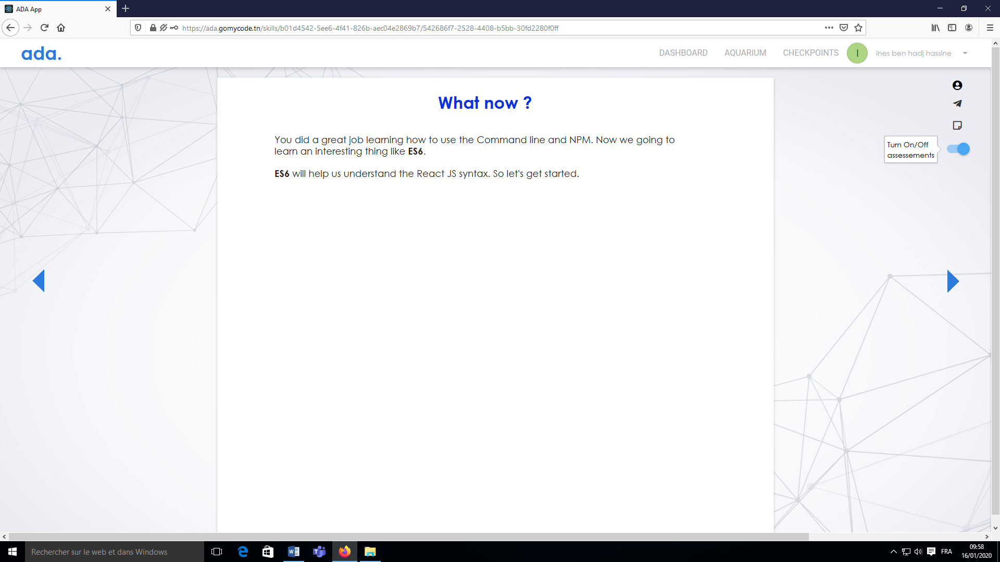 ADA App
https://ada.gomycode.tn/skills/b01d4542-5ee6-4f41-826b-aec04e2869b7/542686f7-2528-4408-b5bb-30fd2280f0ff
ada.
DASHBOARD
AQUARIUM
CHECKPOINTS
I
ines ben hadj hassine
What now ?
You did a great job learning how to use the Command line and NPM. Now we going to
learn an interesting thing like ES6.
ES6 will help us understand the React JS syntax. So let's get started.
Turn On/Off
assessements
Rechercher sur le web et dans Windows
FRA
09:58
16/01/2020